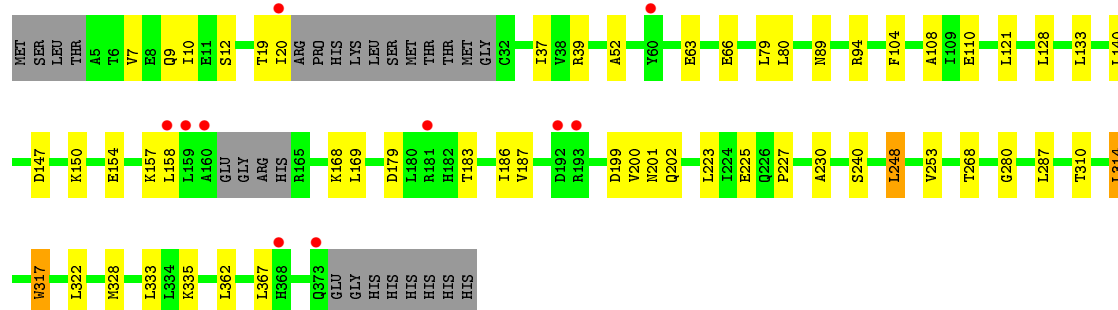 MET SER LEU THR A5 T6 V7 E8 Q9 I10 E11 S12 T19 I20 ARG PRO HIS LYS LEU SER MET THR THR MET GLY C32 I37 V38 R39 A52 Y60 E63 E66 L79 L80 N89 R94 F104 A108 I109 E110 L121 L128 L133 L140
D147 K150 E154 K157 L158 L159 A160 GLU GLY ARG HIS R165 K168 L169 D179 L180 R181 H182 T183 I186 V187 D192 R193 D199 V200 N201 Q202 L223 I224 E225 Q226 P227 A230 S240 L248 V253 T268 G280 L287 T310 L314
W317 L322 M328 L333 L334 K335 L362 L367 H368 Q373 GLU GLY HIS HIS HIS HIS HIS HIS